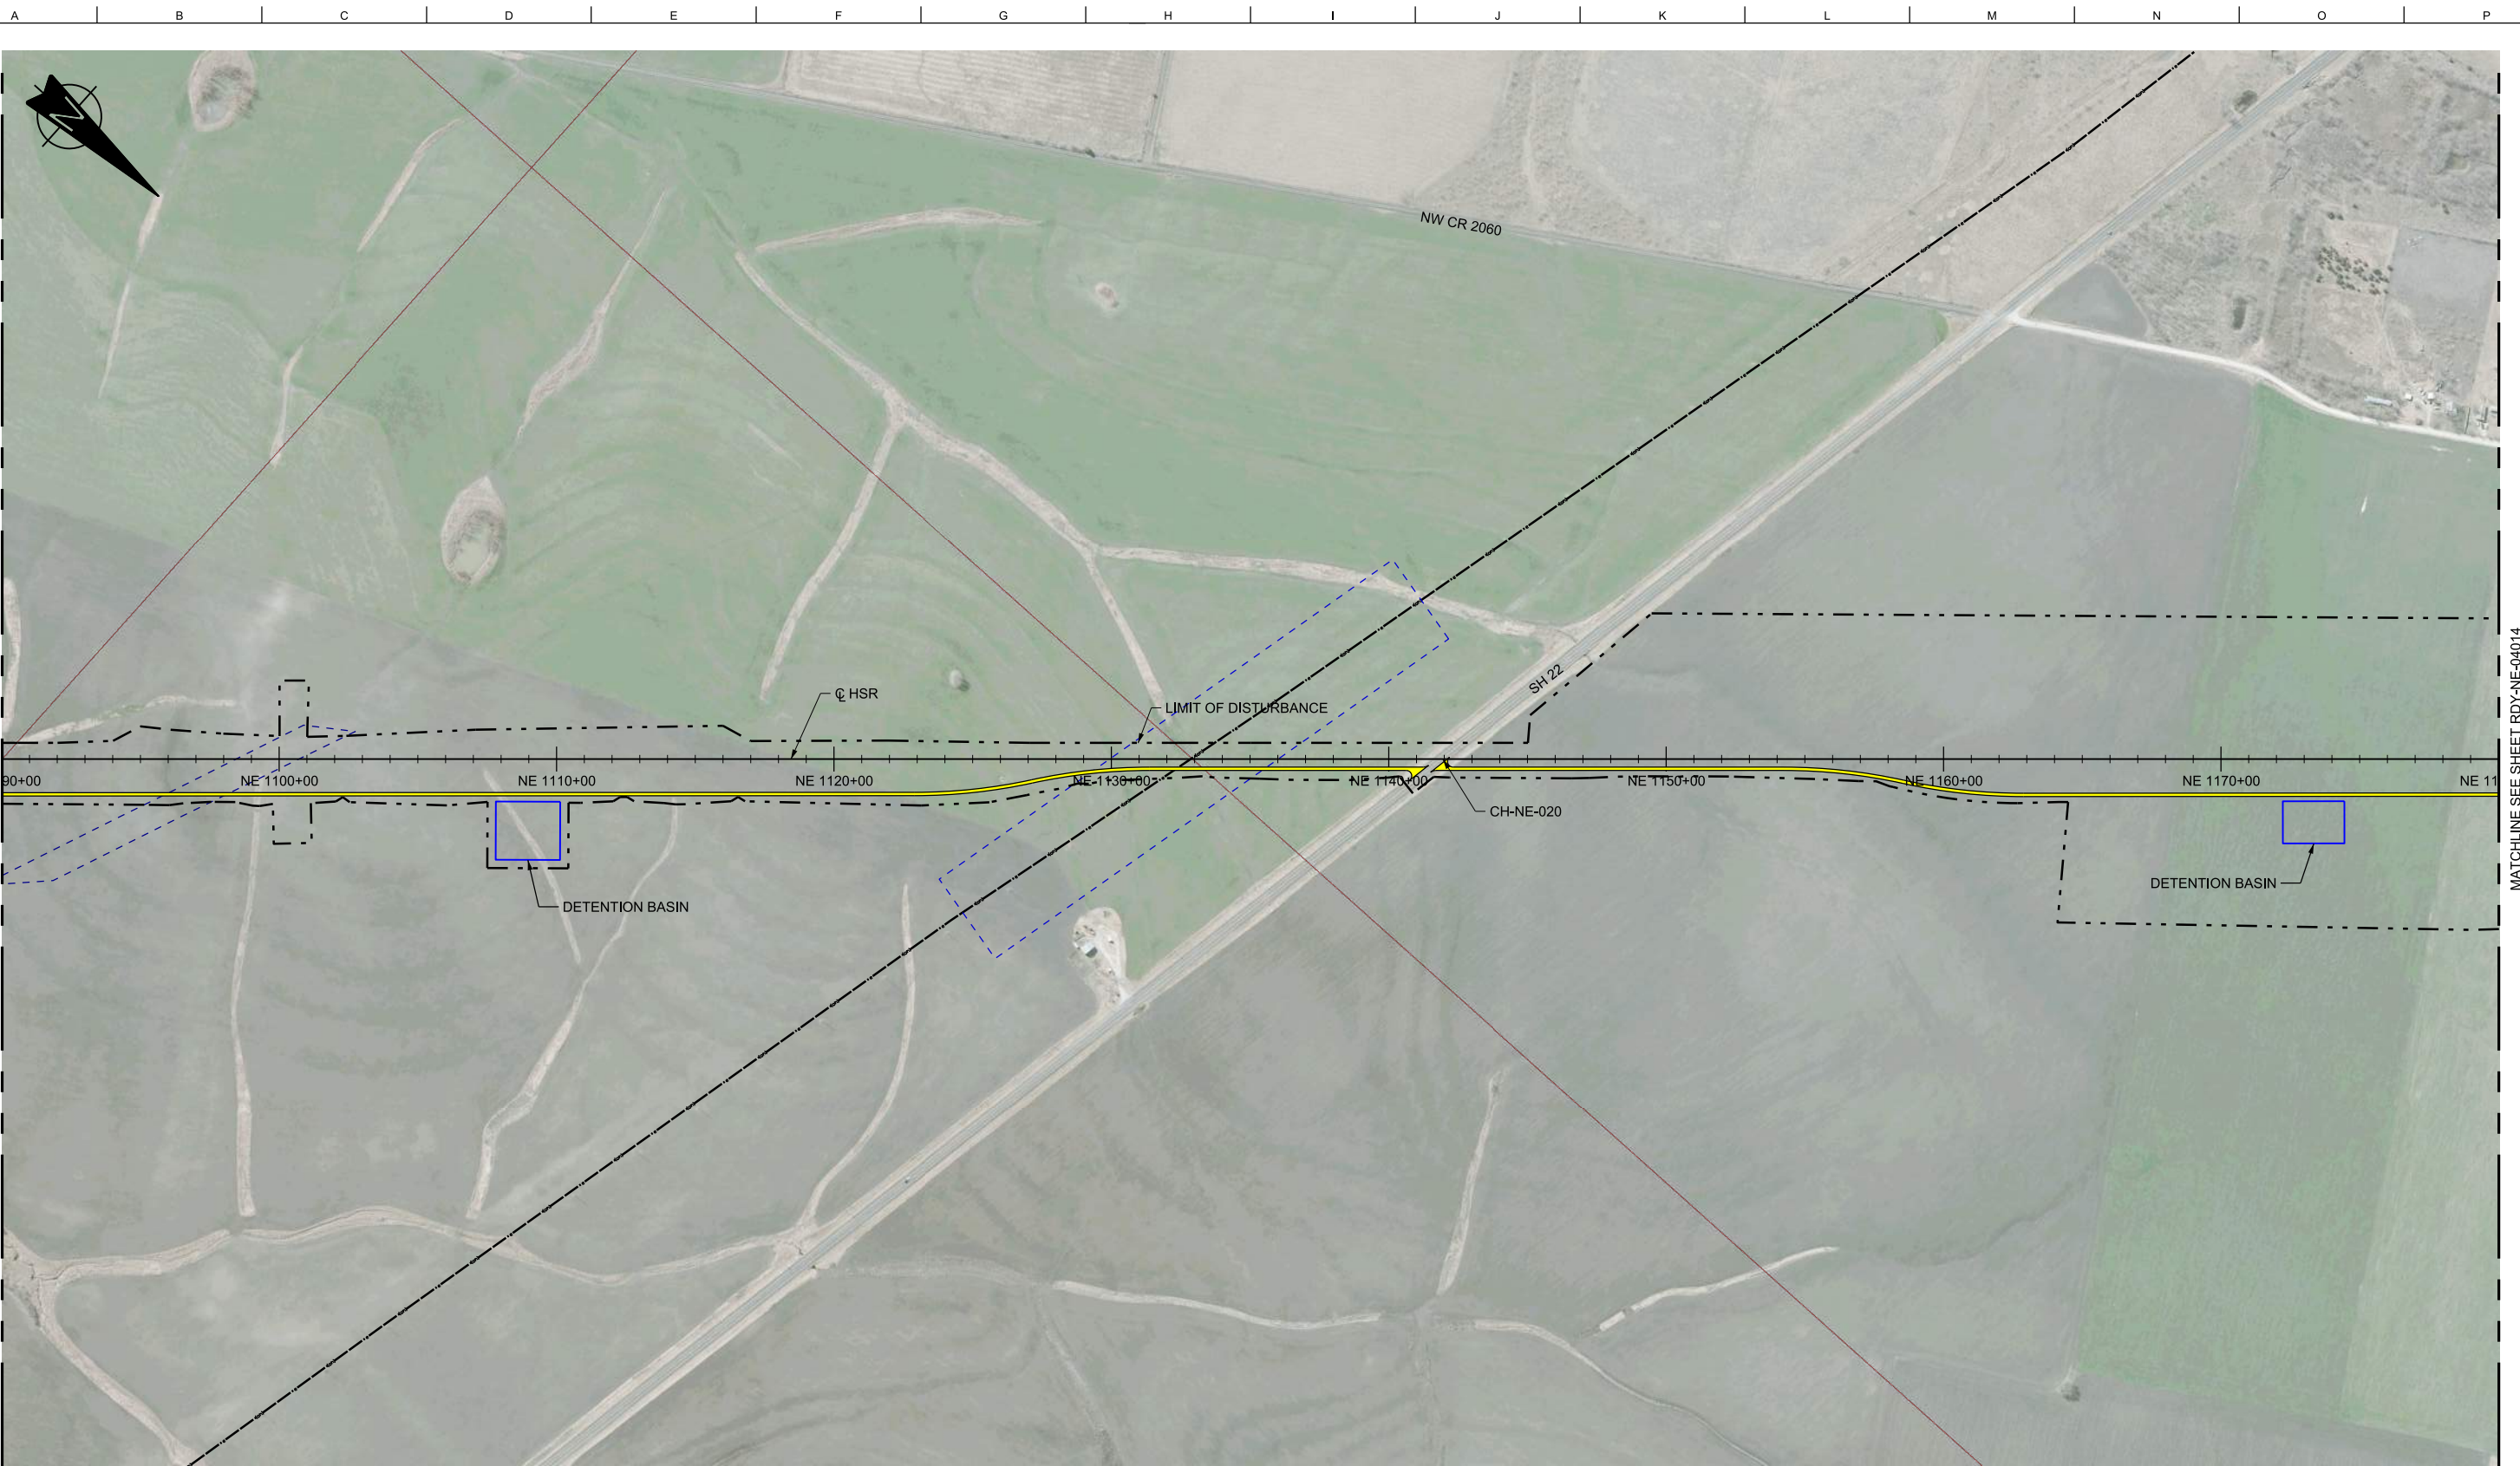 A B C D E F G H I J K L M N O P
N
NW CR 2060
SH 22
MATCHLINE SEE SHEET RDY-NE-04014
℄ HSR
LIMIT OF DISTURBANCE
90+00 NE 1100+00 NE 1110+00 NE 1120+00 NE 1130+00 NE 1140+00 NE 1150+00 NE 1160+00 NE 1170+00 NE 11
CH-NE-020
DETENTION BASIN
DETENTION BASIN